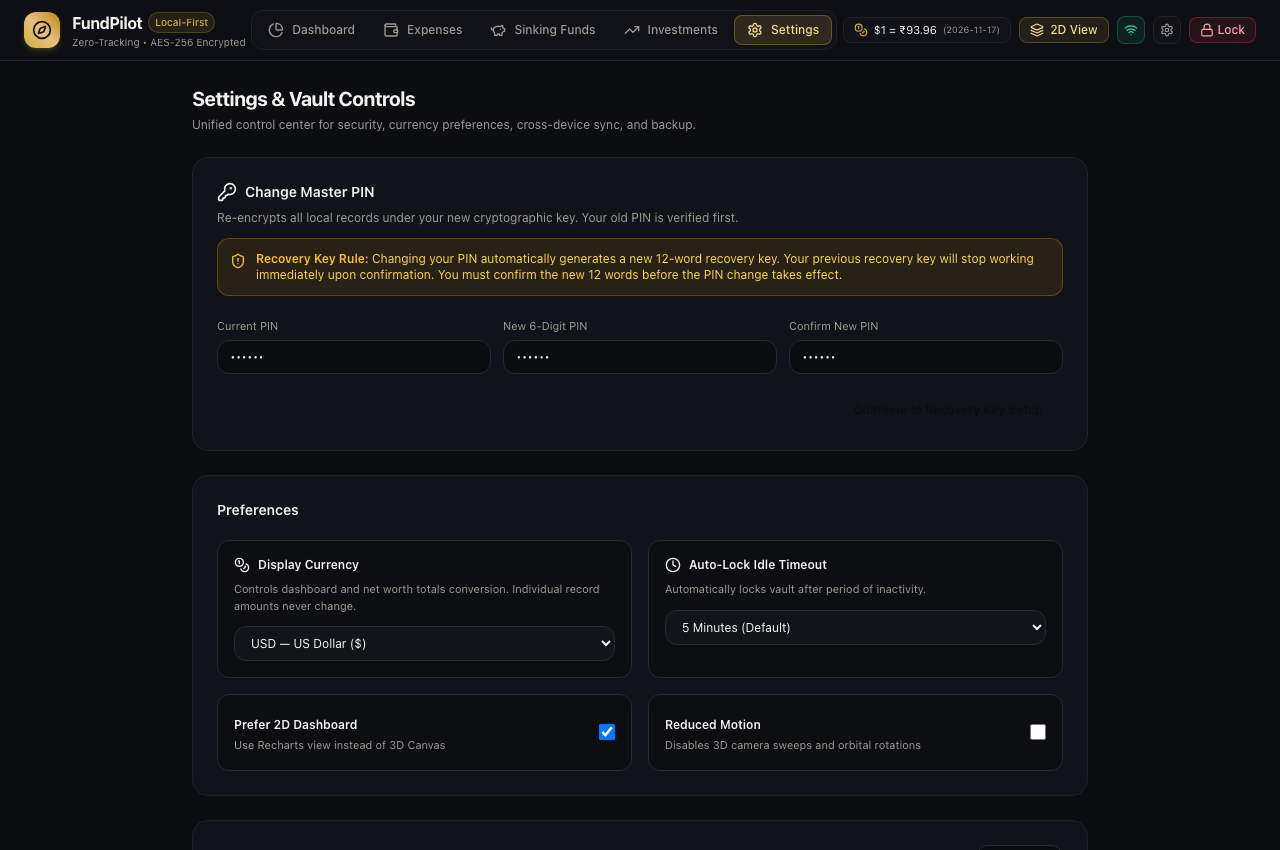 FundPilot Local-First
Zero-Tracking • AES-256 Encrypted
Dashboard
Expenses
Sinking Funds
Investments
Settings
$1 = ₹93.96 (2026-11-17)
2D View
Lock
Settings & Vault Controls
Unified control center for security, currency preferences, cross-device sync, and backup.
Change Master PIN
Re-encrypts all local records under your new cryptographic key. Your old PIN is verified first.
Recovery Key Rule: Changing your PIN automatically generates a new 12-word recovery key. Your previous recovery key will stop working
immediately upon confirmation. You must confirm the new 12 words before the PIN change takes effect.
Current PIN
New 6-Digit PIN
Confirm New PIN
••••••
••••••
••••••
Continue to Recovery Key Setup
Preferences
Display Currency
Controls dashboard and net worth totals conversion. Individual record
amounts never change.
USD — US Dollar ($)
Auto-Lock Idle Timeout
Automatically locks vault after period of inactivity.
5 Minutes (Default)
Prefer 2D Dashboard
Use Recharts view instead of 3D Canvas
Reduced Motion
Disables 3D camera sweeps and orbital rotations